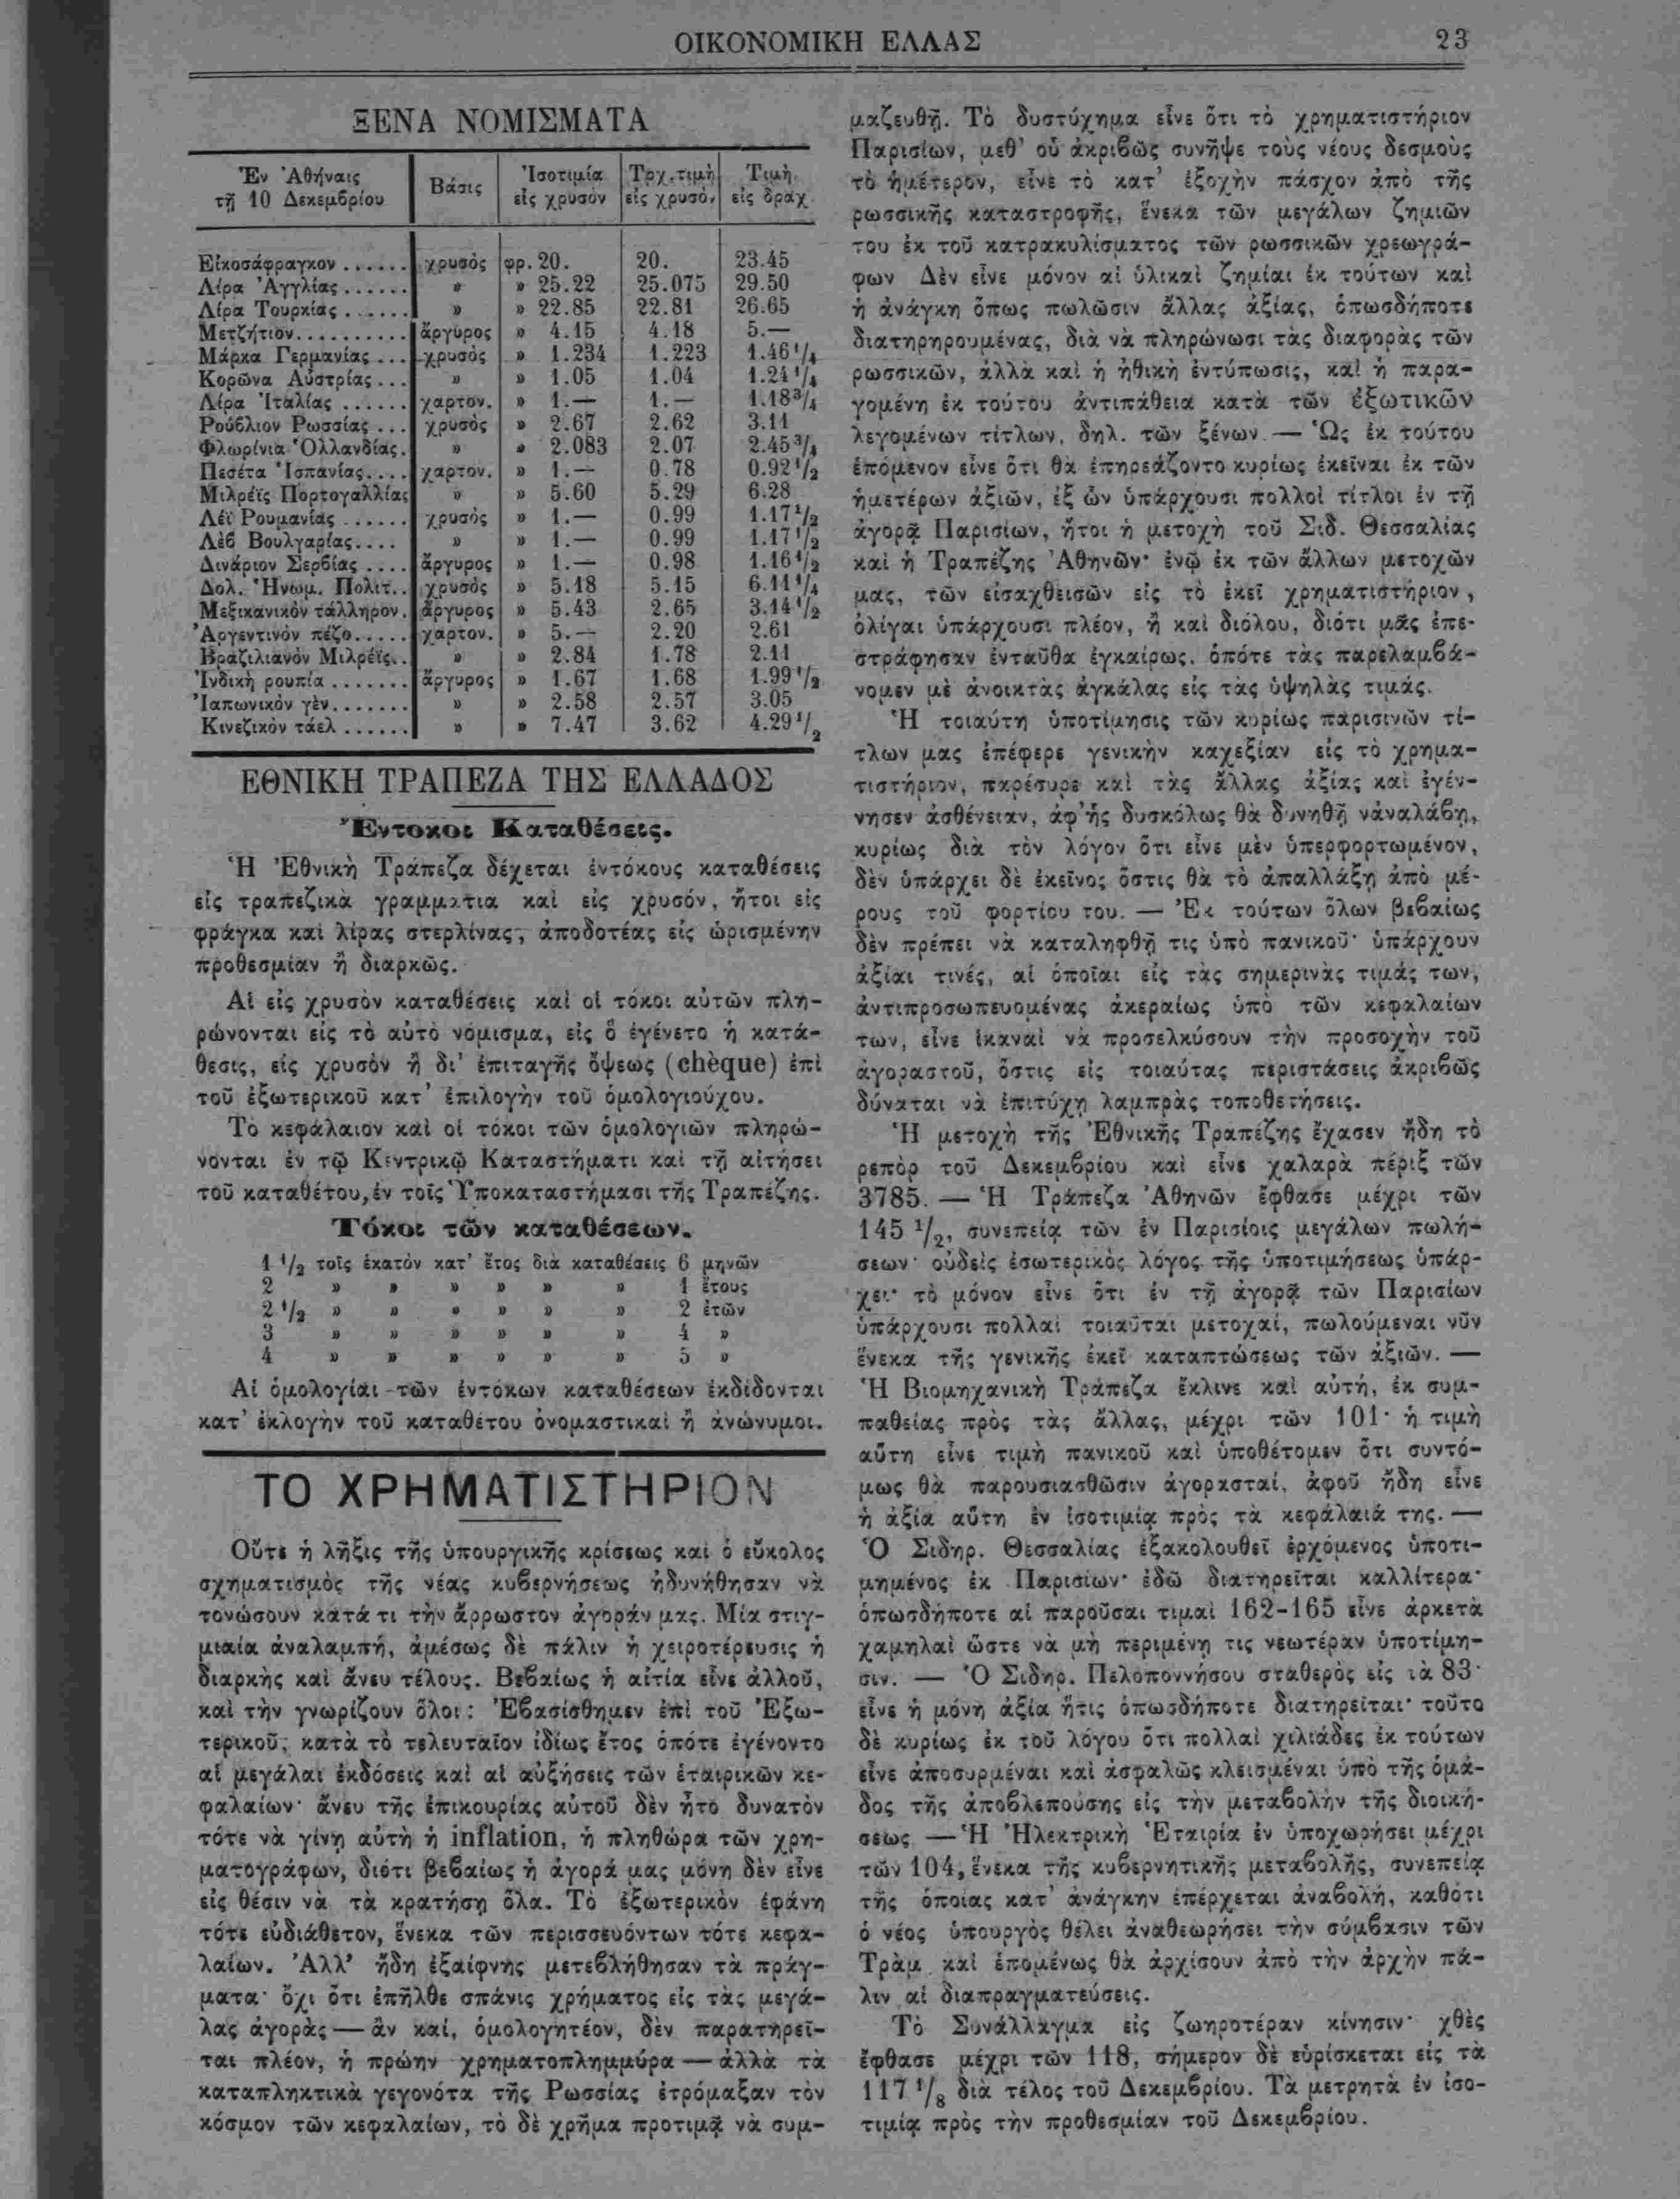 ΟΙΚΟΝΟΜΙΚΗ ΕΛΛΑΣ 23
ΞΕΝΑ ΝΟΜΙΣΜΑΤΑ
Ἐν Ἀθήναις τῇ 10 Δεκεμβρίου | Βάσις | Ἰσοτιμία εἰς χρυσόν | Τρχ. τιμὴ εἰς χρυσό. | Τιμὴ εἰς δραχ.
Εἰκοσάφραγκον ...... χρυσὸς φρ. 20. 20. 23.45
Λίρα Ἀγγλίας ...... » » 25.22 25.075 29.50
Λίρα Τουρκίας ...... » » 22.85 22.81 26.65
Μετζήτιον .......... ἄργυρος » 4.15 4.18 5.—
Μάρκα Γερμανίας ... χρυσὸς » 1.234 1.223 1.46 1/4
Κορῶνα Αὐστρίας ... » » 1.05 1.04 1.24 1/4
Λίρα Ἰταλίας ...... χαρτον. » 1.— 1.— 1.18 3/4
Ρούβλιον Ρωσσίας ... χρυσὸς » 2.67 2.62 3.11
Φλωρίνια Ὁλλανδίας. » » 2.083 2.07 2.45 3/4
Πεσέτα Ἱσπανίας.... χαρτον. » 1.— 0.78 0.92 1/2
Μιλρέϊς Πορτογαλλίας » » 5.60 5.29 6.28
Λέϊ Ρουμανίας ...... χρυσὸς » 1.— 0.99 1.17 1/2
Λὲβ Βουλγαρίας.... » » 1.— 0.99 1.17 1/2
Δινάριον Σερβίας .... ἄργυρος » 1.— 0.98 1.16 1/2
Δολ. Ἡνωμ. Πολιτ.. χρυσὸς » 5.18 5.15 6.11 1/4
Μεξικανικὸν τάλληρον. ἄργυρος » 5.43 2.65 3.14 1/2
Ἀργεντινὸν πέζο..... χάρτον. » 5.— 2.20 2.61
Βραζιλιανὸν Μιλρέϊς.. » » 2.84 1.78 2.11
Ἰνδικὴ ρουπία ....... ἄργυρος » 1.67 1.68 1.99 1/2
Ἰαπωνικὸν γὲν....... » » 2.58 2.57 3.05
Κινεζικὸν τάελ ...... » » 7.47 3.62 4.29 1/2
ΕΘΝΙΚΗ ΤΡΑΠΕΖΑ ΤΗΣ ΕΛΛΑΔΟΣ
Ἔντοκοι Καταθέσεις.
Ἡ Ἐθνικὴ Τράπεζα δέχεται ἐντόκους καταθέσεις
εἰς τραπεζικὰ γραμμάτια καὶ εἰς χρυσόν, ἤτοι εἰς
φράγκα καὶ λίρας στερλίνας, ἀποδοτέας εἰς ὡρισμένην
προθεσμίαν ἢ διαρκῶς.
Αἱ εἰς χρυσὸν καταθέσεις καὶ οἱ τόκοι αὐτῶν πλη-
ρώνονται εἰς τὸ αὐτὸ νόμισμα, εἰς ὃ ἐγένετο ἡ κατά-
θεσις, εἰς χρυσὸν ἢ δι' ἐπιταγῆς ὄψεως (chèque) ἐπὶ
τοῦ ἐξωτερικοῦ κατ' ἐπιλογὴν τοῦ ὁμολογιούχου.
Τὸ κεφάλαιον καὶ οἱ τόκοι τῶν ὁμολογιῶν πληρώ-
νονται ἐν τῷ Κεντρικῷ Καταστήματι καὶ τῇ αἰτήσει
τοῦ καταθέτου, ἐν τοῖς Ὑποκαταστήμασι τῆς Τραπέζης.
Τόκοι τῶν καταθέσεων.
1 1/2 τοῖς ἑκατὸν κατ' ἔτος διὰ καταθέσεις 6 μηνῶν
2 » » » » » » 1 ἔτους
2 1/2 » » » » » » 2 ἐτῶν
3 » » » » » » 4 »
4 » » » » » » 5 »
Αἱ ὁμολογίαι τῶν ἐντόκων καταθέσεων ἐκδίδονται
κατ' ἐκλογὴν τοῦ καταθέτου ὀνομαστικαὶ ἢ ἀνώνυμοι.
ΤΟ ΧΡΗΜΑΤΙΣΤΗΡΙΟΝ
Οὔτε ἡ λῆξις τῆς ὑπουργικῆς κρίσεως καὶ ὁ εὔκολος
σχηματισμὸς τῆς νέας κυβερνήσεως ἠδυνήθησαν νὰ
τονώσουν κατά τι τὴν ἄρρωστον ἀγοράν μας. Μία στιγ-
μιαία ἀναλαμπή, ἀμέσως δὲ πάλιν ἡ χειροτέρευσις ἡ
διαρκὴς καὶ ἄνευ τέλους. Βεβαίως ἡ αἰτία εἶνε ἀλλοῦ,
καὶ τὴν γνωρίζουν ὅλοι : Ἐβασίσθημεν ἐπὶ τοῦ Ἐξω-
τερικοῦ, κατὰ τὸ τελευταῖον ἰδίως ἔτος ὁπότε ἐγένοντο
αἱ μεγάλαι ἐκδόσεις καὶ αἱ αὐξήσεις τῶν ἑταιρικῶν κε-
φαλαίων· ἄνευ τῆς ἐπικουρίας αὐτοῦ δὲν ἦτο δυνατὸν
τότε νὰ γίνῃ αὐτὴ ἡ inflation, ἡ πληθώρα τῶν χρη-
ματογράφων, διότι βεβαίως ἡ ἀγορά μας μόνη δὲν εἶνε
εἰς θέσιν νὰ τὰ κρατήσῃ ὅλα. Τὸ ἐξωτερικὸν ἐφάνη
τότε εὐδιάθετον, ἕνεκα τῶν περισσευόντων τότε κεφα-
λαίων. Ἀλλ' ἤδη ἐξαίφνης μετεβλήθησαν τὰ πράγ-
ματα· ὄχι ὅτι ἐπῆλθε σπάνις χρήματος εἰς τὰς μεγά-
λας ἀγορὰς — ἂν καί, ὁμολογητέον, δὲν παρατηρεῖ-
ται πλέον, ἡ πρώην χρηματοπλημμύρα — ἀλλὰ τὰ
καταπληκτικὰ γεγονότα τῆς Ρωσσίας ἐτρόμαξαν τὸν
κόσμον τῶν κεφαλαίων, τὸ δὲ χρῆμα προτιμᾷ νὰ συμ-
μαζευθῇ. Τὸ δυστύχημα εἶνε ὅτι τὸ χρηματιστήριον
Παρισίων, μεθ' οὗ ἀκριβῶς συνῆψε τοὺς νέους δεσμοὺς
τὸ ἡμέτερον, εἶνε τὸ κατ' ἐξοχὴν πάσχον ἀπὸ τῆς
ρωσσικῆς καταστροφῆς, ἕνεκα τῶν μεγάλων ζημιῶν
του ἐκ τοῦ κατρακυλίσματος τῶν ρωσσικῶν χρεωγρά-
φων Δὲν εἶνε μόνον αἱ ὑλικαὶ ζημίαι ἐκ τούτων καὶ
ἡ ἀνάγκη ὅπως πωλῶσιν ἄλλας ἀξίας, ὁπωσδήποτε
διατηρηρουμένας, διὰ νὰ πληρώνωσι τὰς διαφορὰς τῶν
ρωσσικῶν, ἀλλὰ καὶ ἡ ἠθικὴ ἐντύπωσις, καὶ ἡ παρα-
γομένη ἐκ τούτου ἀντιπάθεια κατὰ τῶν ἐξωτικῶν
λεγομένων τίτλων, δηλ. τῶν ξένων — Ὡς ἐκ τούτου
ἑπόμενον εἶνε ὅτι θὰ ἐπηρεάζοντο κυρίως ἐκεῖναι ἐκ τῶν
ἡμετέρων ἀξιῶν, ἐξ ὧν ὑπάρχουσι πολλοὶ τίτλοι ἐν τῇ
ἀγορᾷ Παρισίων, ἤτοι ἡ μετοχὴ τοῦ Σιδ. Θεσσαλίας
καὶ ἡ Τραπέζης Ἀθηνῶν· ἐνῷ ἐκ τῶν ἄλλων μετοχῶν
μας, τῶν εἰσαχθεισῶν εἰς τὸ ἐκεῖ χρηματιστήριον,
ὀλίγαι ὑπάρχουσι πλέον, ἢ καὶ διόλου, διότι μᾶς ἐπε-
στράφησαν ἐνταῦθα ἐγκαίρως. ὁπότε τὰς παρελαμβά-
νομεν μὲ ἀνοικτὰς ἀγκάλας εἰς τὰς ὑψηλὰς τιμάς.
Ἡ τοιαύτη ὑποτίμησις τῶν κυρίως παρισινῶν τί-
τλων μας ἐπέφερε γενικὴν καχεξίαν εἰς τὸ χρημα-
τιστήριον, παρέσυρε καὶ τὰς ἄλλας ἀξίας καὶ ἐγέν-
νησεν ἀσθένειαν, ἀφ' ἧς δυσκόλως θὰ δυνηθῇ νἀναλάβῃ,
κυρίως διὰ τὸν λόγον ὅτι εἶνε μὲν ὑπερφορτωμένον,
δὲν ὑπάρχει δὲ ἐκεῖνος ὅστις θὰ τὸ ἀπαλλάξῃ ἀπὸ μέ-
ρους τοῦ φορτίου του. — Ἐκ τούτων ὅλων βεβαίως
δὲν πρέπει νὰ καταληφθῇ τις ὑπὸ πανικοῦ· ὑπάρχουν
ἀξίαι τινές, αἱ ὁποῖαι εἰς τὰς σημερινὰς τιμάς των,
ἀντιπροσωπευομένας ἀκεραίως ὑπὸ τῶν κεφαλαίων
των, εἶνε ἱκαναὶ νὰ προσελκύσουν τὴν προσοχὴν τοῦ
ἀγοραστοῦ, ὅστις εἰς τοιαύτας περιστάσεις ἀκριβῶς
δύναται νὰ ἐπιτύχῃ λαμπρὰς τοποθετήσεις.
Ἡ μετοχὴ τῆς Ἐθνικῆς Τραπέζης ἔχασεν ἤδη τὸ
ρεπὸρ τοῦ Δεκεμβρίου καὶ εἶνε χαλαρὰ πέριξ τῶν
3785. — Ἡ Τράπεζα Ἀθηνῶν ἔφθασε μέχρι τῶν
145 1/2, συνεπείᾳ τῶν ἐν Παρισίοις μεγάλων πωλή-
σεων· οὐδεὶς ἐσωτερικὸς λόγος τῆς ὑποτιμήσεως ὑπάρ-
χει· τὸ μόνον εἶνε ὅτι ἐν τῇ ἀγορᾷ τῶν Παρισίων
ὑπάρχουσι πολλαὶ τοιαῦται μετοχαί, πωλούμεναι νῦν
ἕνεκα τῆς γενικῆς ἐκεῖ καταπτώσεως τῶν ἀξιῶν. —
Ἡ Βιομηχανικὴ Τράπεζα ἔκλινε καὶ αὐτή, ἐκ συμ-
παθείας πρὸς τὰς ἄλλας, μέχρι τῶν 101· ἡ τιμὴ
αὕτη εἶνε τιμὴ πανικοῦ καὶ ὑποθέτομεν ὅτι συντό-
μως θὰ παρουσιασθῶσιν ἀγορασταί, ἀφοῦ ἤδη εἶνε
ἡ ἀξία αὕτη ἐν ἰσοτιμίᾳ πρὸς τὰ κεφάλαιά της. —
Ὁ Σιδηρ. Θεσσαλίας ἐξακολουθεῖ ἐρχόμενος ὑποτι-
μημένος ἐκ Παρισίων· ἐδῶ διατηρεῖται καλλίτερα·
ὁπωσδήποτε αἱ παροῦσαι τιμαὶ 162-165 εἶνε ἀρκετὰ
χαμηλαὶ ὥστε νὰ μὴ περιμένῃ τις νεωτέραν ὑποτίμη-
σιν. — Ὁ Σιδηρ. Πελοποννήσου σταθερὸς εἰς τὰ 83·
εἶνε ἡ μόνη ἀξία ἥτις ὁπωσδήποτε διατηρεῖται· τοῦτο
δὲ κυρίως ἐκ τοῦ λόγου ὅτι πολλαὶ χιλιάδες ἐκ τούτων
εἶνε ἀποσυρμέναι καὶ ἀσφαλῶς κλεισμέναι ὑπὸ τῆς ὁμά-
δος τῆς ἀποβλεπούσης εἰς τὴν μεταβολὴν τῆς διοική-
σεως — Ἡ Ἠλεκτρικὴ Ἑταιρία ἐν ὑποχωρήσει μέχρι
τῶν 104, ἕνεκα τῆς κυβερνητικῆς μεταβολῆς, συνεπείᾳ
τῆς ὁποίας κατ' ἀνάγκην ἐπέρχεται ἀναβολή, καθότι
ὁ νέος ὑπουργὸς θέλει ἀναθεωρήσει τὴν σύμβασιν τῶν
Τρὰμ καὶ ἑπομένως θὰ ἀρχίσουν ἀπὸ τὴν ἀρχὴν πά-
λιν αἱ διαπραγματεύσεις.
Τὸ Συνάλλαγμα εἰς ζωηροτέραν κίνησιν· χθὲς
ἔφθασε μέχρι τῶν 118, σήμερον δὲ εὑρίσκεται εἰς τὰ
117 1/8 διὰ τέλος τοῦ Δεκεμβρίου. Τὰ μετρητὰ ἐν ἰσο-
τιμίᾳ πρὸς τὴν προθεσμίαν τοῦ Δεκεμβρίου.